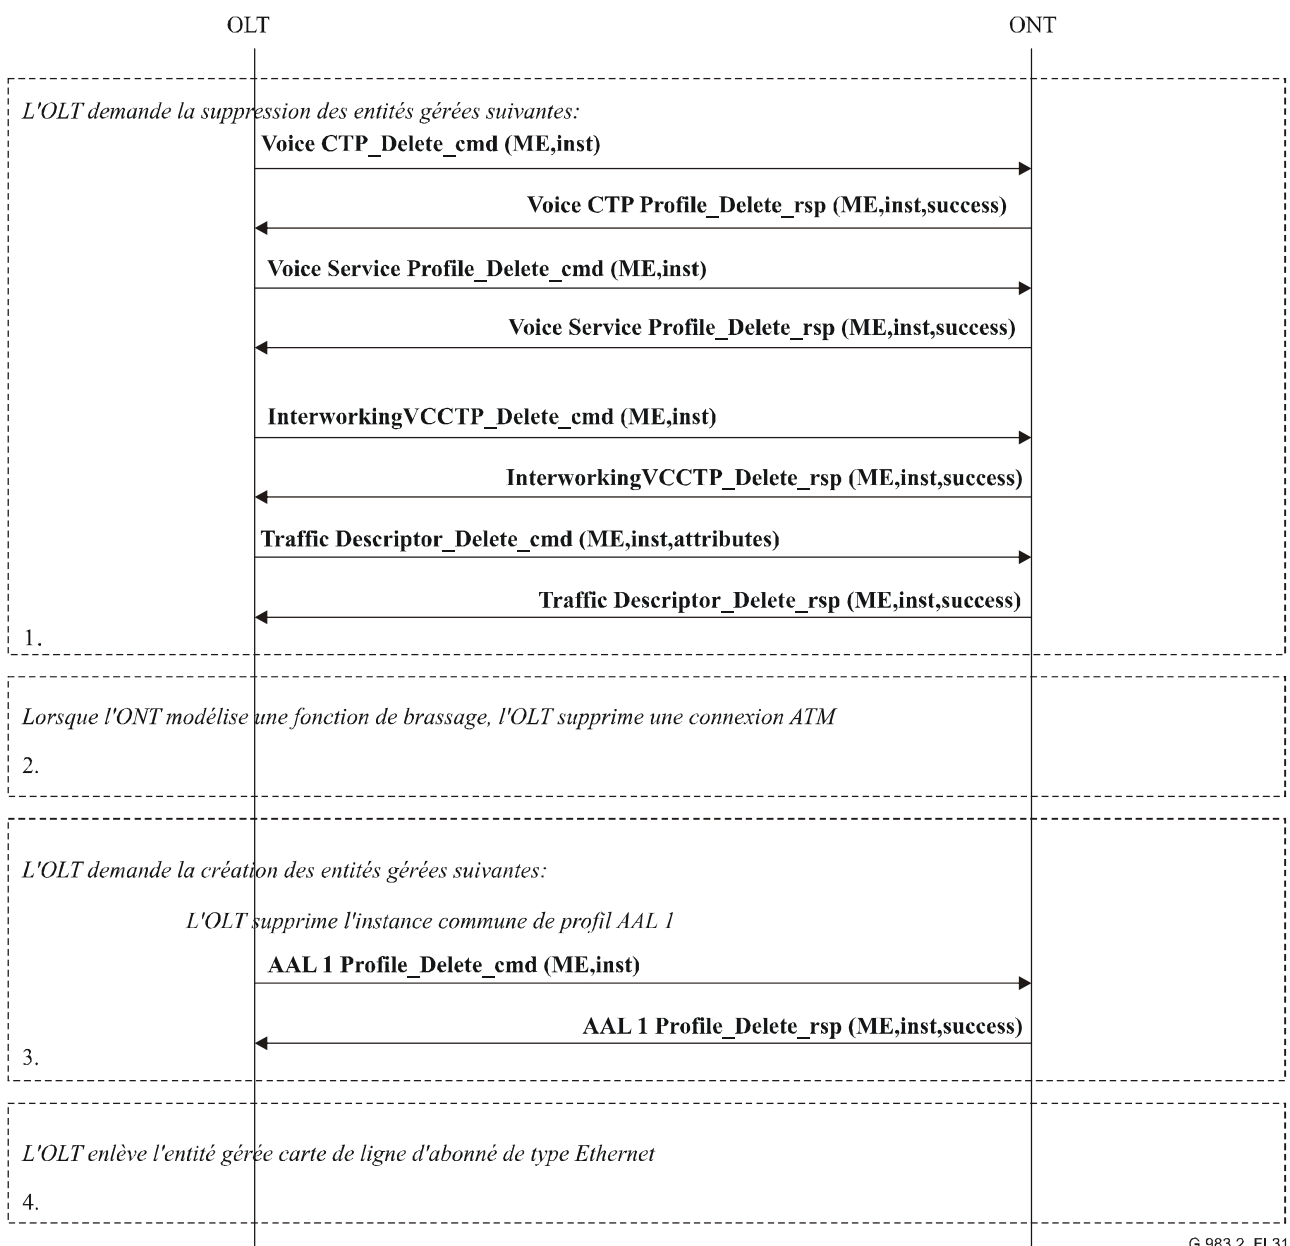 OLT
ONT
L'OLT demande la suppression des entités gérées suivantes:
Voice CTP_Delete_cmd (ME,inst)
Voice CTP Profile_Delete_rsp (ME,inst,success)
Voice Service Profile_Delete_cmd (ME,inst)
Voice Service Profile_Delete_rsp (ME,inst,success)
InterworkingVCCTP_Delete_cmd (ME,inst)
InterworkingVCCTP_Delete_rsp (ME,inst,success)
Traffic Descriptor_Delete_cmd (ME,inst,attributes)
Traffic Descriptor_Delete_rsp (ME,inst,success)
1.
Lorsque l'ONT modélise une fonction de brassage, l'OLT supprime une connexion ATM
2.
L'OLT demande la création des entités gérées suivantes:
L'OLT supprime l'instance commune de profil AAL 1
AAL 1 Profile_Delete_cmd (ME,inst)
AAL 1 Profile_Delete_rsp (ME,inst,success)
3.
L'OLT enlève l'entité gérée carte de ligne d'abonné de type Ethernet
4.
G.983.2_FI.31